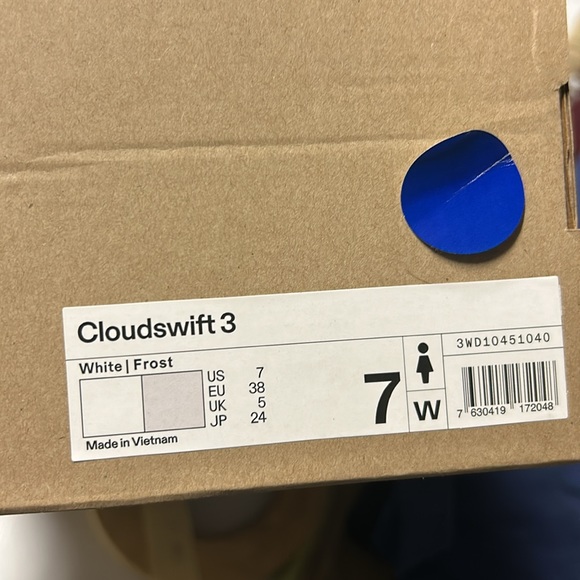 Cloudswift 3
White | Frost
US 7
EU 38
UK 5
JP 24
Made in Vietnam
7
W
3WD10451040
7 630419 172048